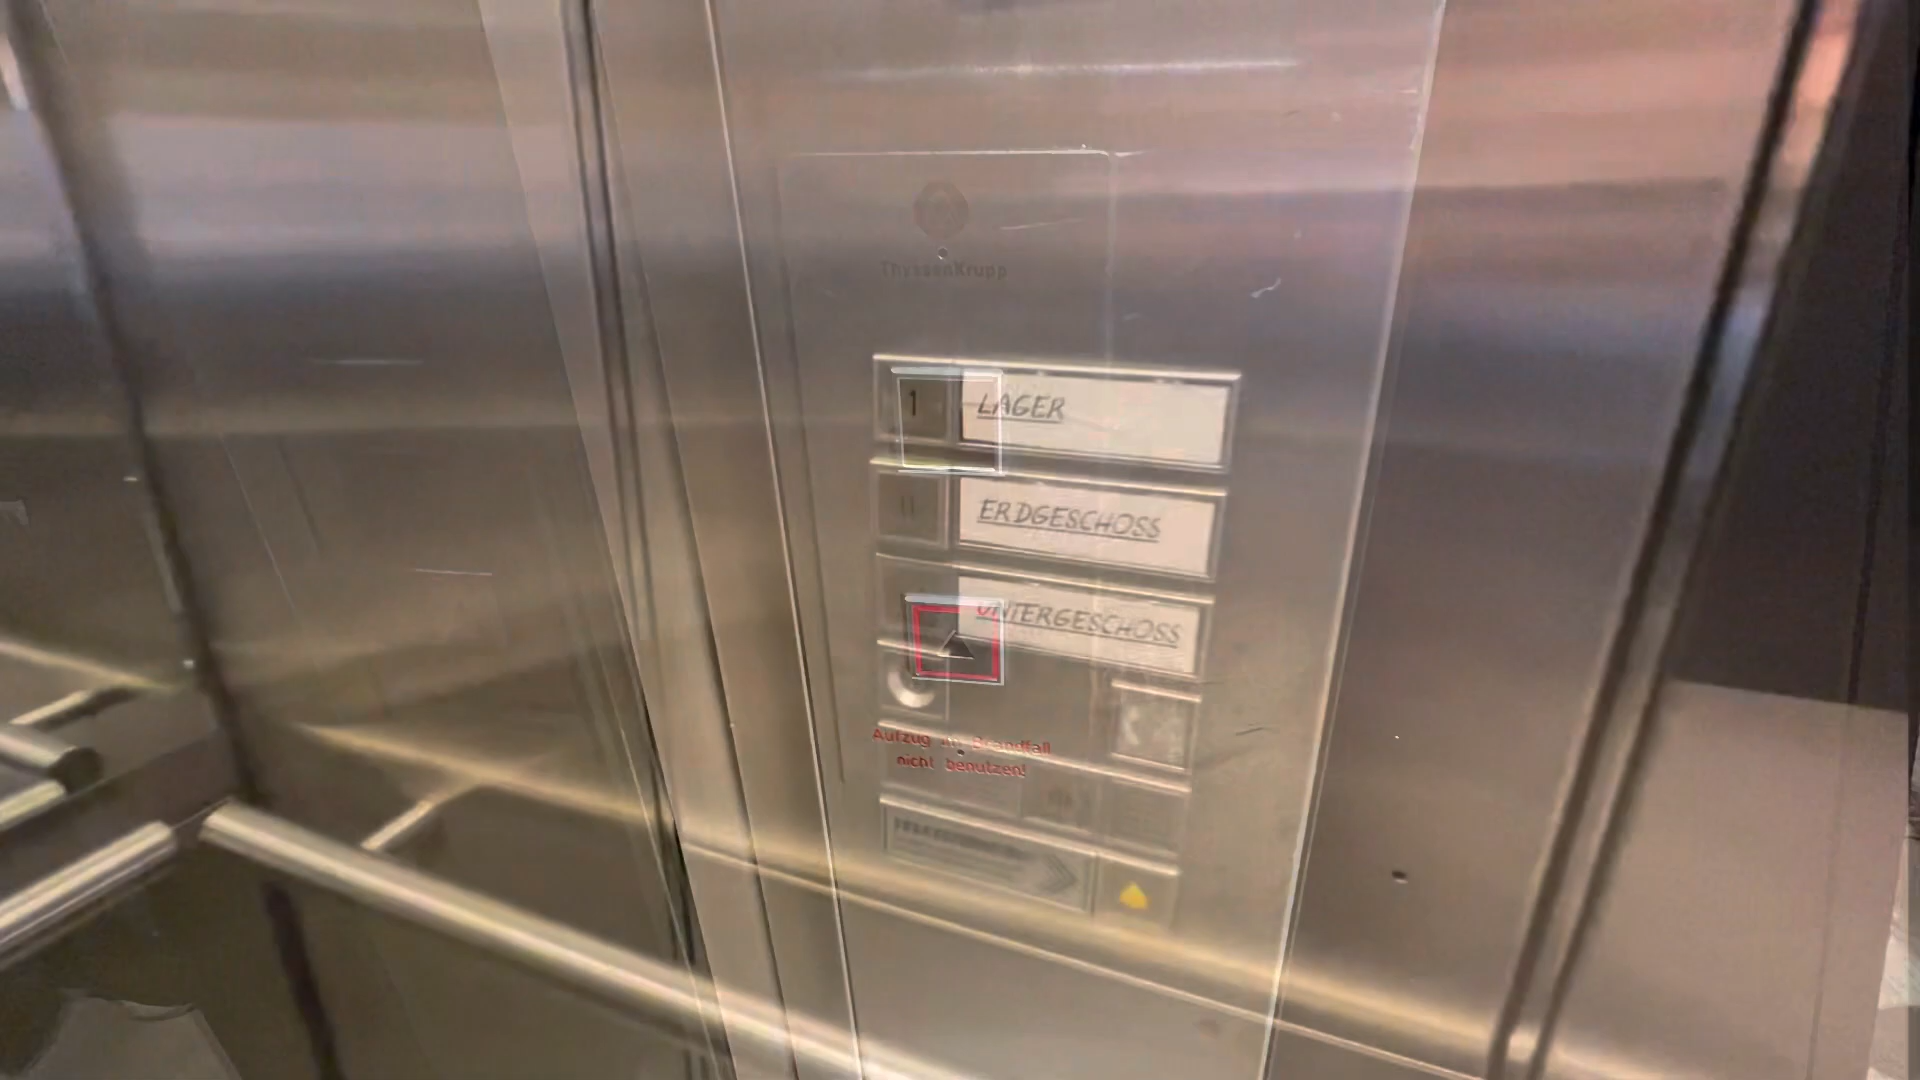 ThyssenKrupp
1 LAGER
ERDGESCHOSS
UNTERGESCHOSS
Aufzug im Brandfall
nicht benutzen!